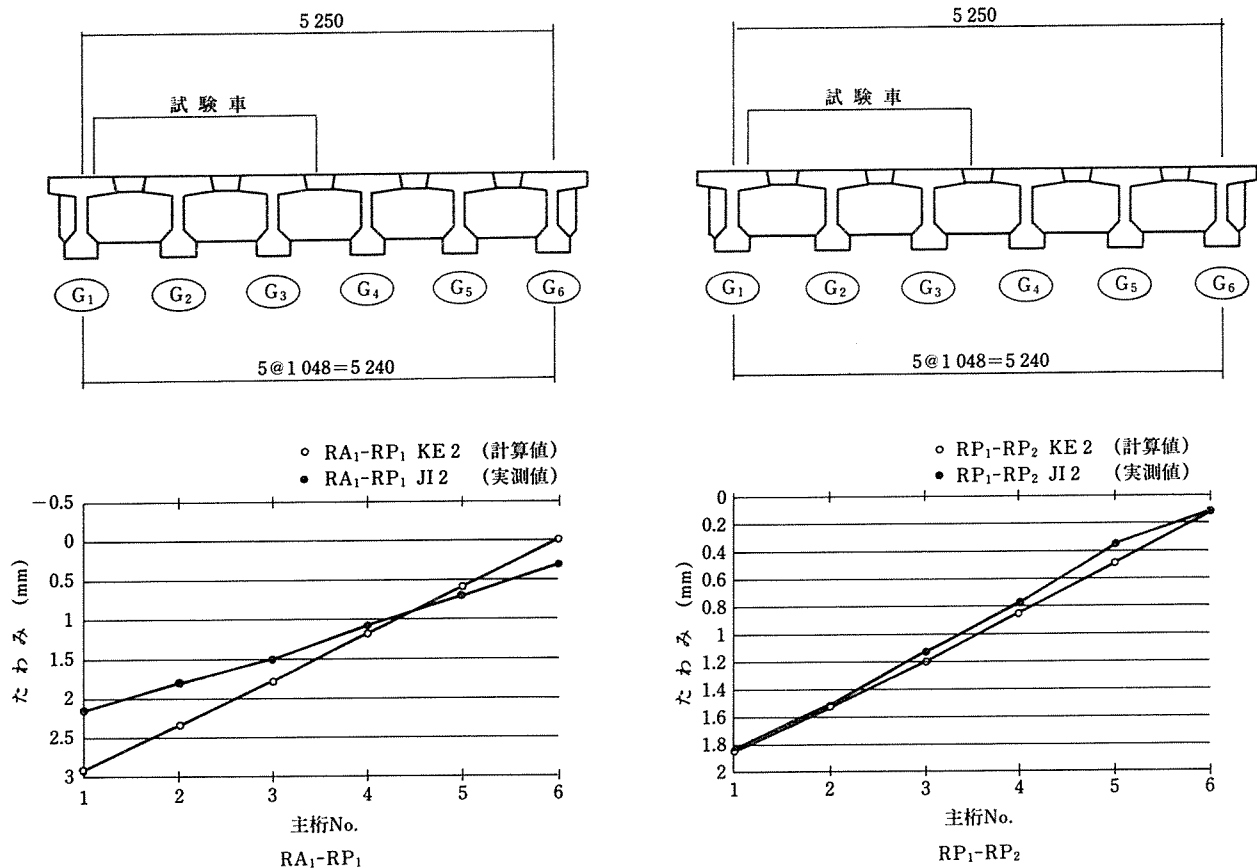 5 250
試験車
G1 G2 G3 G4 G5 G6
5@1 048=5 240
5 250
試験車
G1 G2 G3 G4 G5 G6
5@1 048=5 240
RA1-RP1 KE 2 (計算値)
RA1-RP1 JI 2 (実測値)
たわみ (mm)
-0.5
0
0.5
1
1.5
2
2.5
3
1 2 3 4 5 6
主桁No.
RA1-RP1
RP1-RP2 KE 2 (計算値)
RP1-RP2 JI 2 (実測値)
たわみ (mm)
0
0.2
0.4
0.6
0.8
1
1.2
1.4
1.6
1.8
2
1 2 3 4 5 6
主桁No.
RP1-RP2